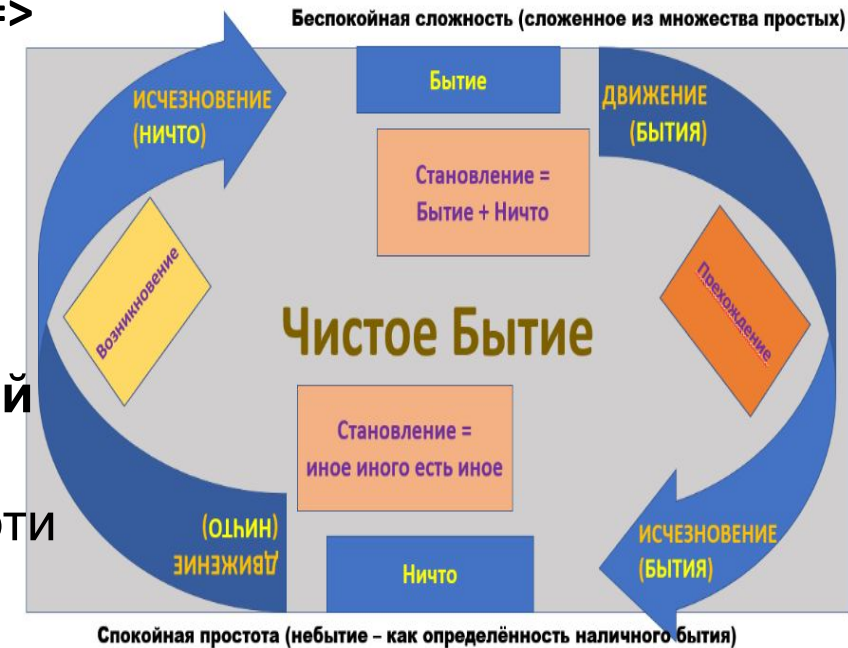 =>
Беспокойная сложность (сложенное из множества простых)
Бытие
ИСЧЕЗНОВЕНИЕ
(НИЧТО)
ДВИЖЕНИЕ
(БЫТИЯ)
Становление =
Бытие + Ничто
Возникновение
Прехождение
Чистое Бытие
й
Становление =
иное иного есть иное
оти
ДВИЖЕНИЕ
(НИЧТО)
Ничто
ИСЧЕЗНОВЕНИЕ
(БЫТИЯ)
Спокойная простота (небытие – как определённость наличного бытия)